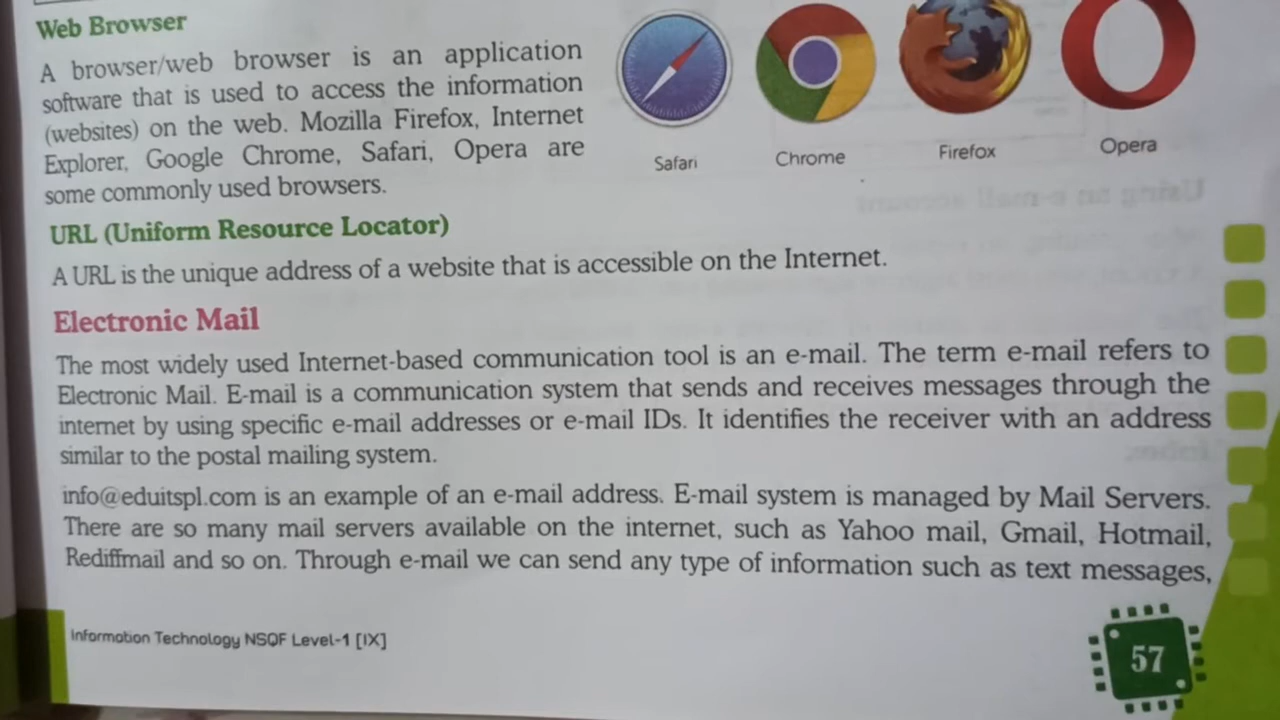 Web Browser
A browser/web browser is an application
software that is used to access the information
(websites) on the web. Mozilla Firefox, Internet
Explorer, Google Chrome, Safari, Opera are
some commonly used browsers.
Safari
Chrome
Firefox
Opera
URL (Uniform Resource Locator)
A URL is the unique address of a website that is accessible on the Internet.
Electronic Mail
The most widely used Internet-based communication tool is an e-mail. The term e-mail refers to
Electronic Mail. E-mail is a communication system that sends and receives messages through the
internet by using specific e-mail addresses or e-mail IDs. It identifies the receiver with an address
similar to the postal mailing system.
info@eduitspl.com is an example of an e-mail address. E-mail system is managed by Mail Servers.
There are so many mail servers available on the internet, such as Yahoo mail, Gmail, Hotmail,
Rediffmail and so on. Through e-mail we can send any type of information such as text messages,
Information Technology NSQF Level-1 [IX]
57